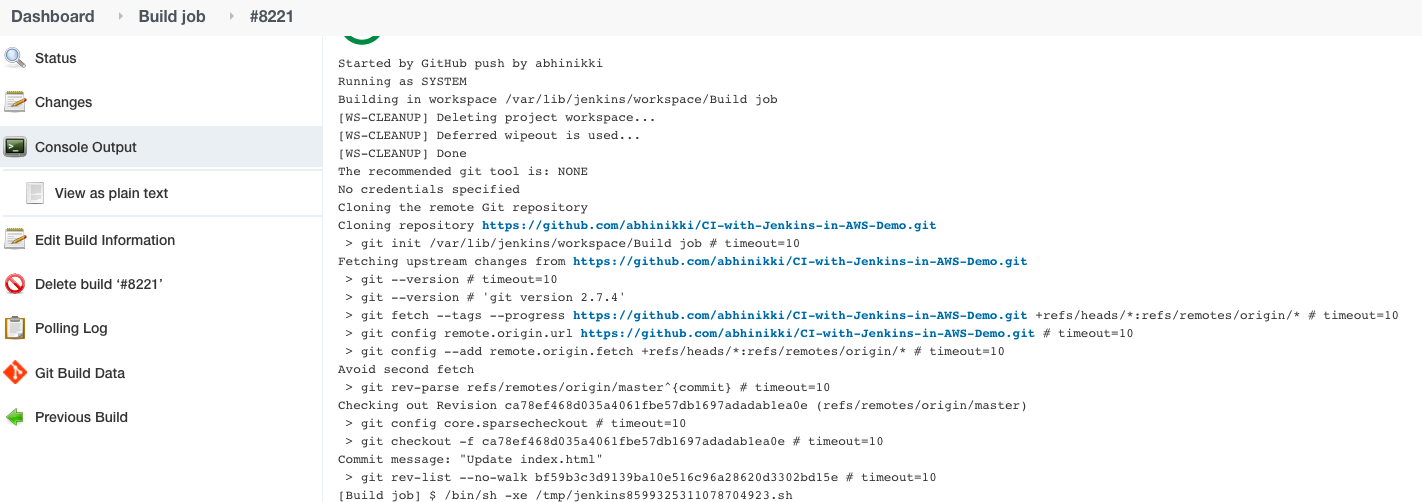 Dashboard Build job #8221
Status
Changes
Console Output
View as plain text
Edit Build Information
Delete build ‘#8221’
Polling Log
Git Build Data
Previous Build
Started by GitHub push by abhinikki
Running as SYSTEM
Building in workspace /var/lib/jenkins/workspace/Build job
[WS-CLEANUP] Deleting project workspace...
[WS-CLEANUP] Deferred wipeout is used...
[WS-CLEANUP] Done
The recommended git tool is: NONE
No credentials specified
Cloning the remote Git repository
Cloning repository https://github.com/abhinikki/CI-with-Jenkins-in-AWS-Demo.git
 > git init /var/lib/jenkins/workspace/Build job # timeout=10
Fetching upstream changes from https://github.com/abhinikki/CI-with-Jenkins-in-AWS-Demo.git
 > git --version # timeout=10
 > git --version # 'git version 2.7.4'
 > git fetch --tags --progress https://github.com/abhinikki/CI-with-Jenkins-in-AWS-Demo.git +refs/heads/*:refs/remotes/origin/* # timeout=10
 > git config remote.origin.url https://github.com/abhinikki/CI-with-Jenkins-in-AWS-Demo.git # timeout=10
 > git config --add remote.origin.fetch +refs/heads/*:refs/remotes/origin/* # timeout=10
Avoid second fetch
 > git rev-parse refs/remotes/origin/master^{commit} # timeout=10
Checking out Revision ca78ef468d035a4061fbe57db1697adadab1ea0e (refs/remotes/origin/master)
 > git config core.sparsecheckout # timeout=10
 > git checkout -f ca78ef468d035a4061fbe57db1697adadab1ea0e # timeout=10
Commit message: "Update index.html"
 > git rev-list --no-walk bf59b3c3d9139ba10e516c96a28620d3302bd15e # timeout=10
[Build job] $ /bin/sh -xe /tmp/jenkins8599325311078704923.sh